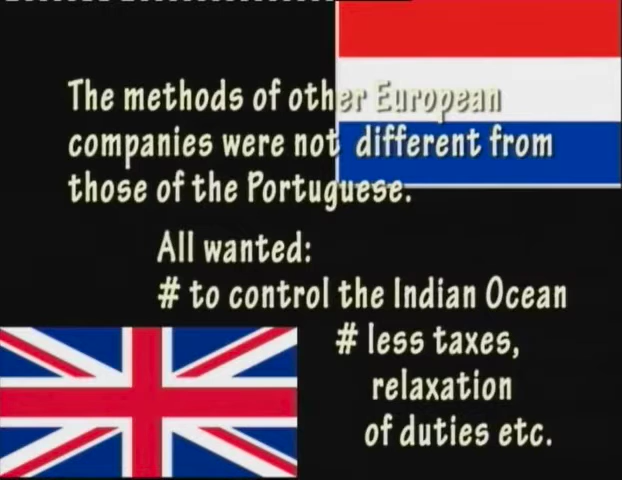 The methods of other European
companies were not different from
those of the Portuguese.
All wanted:
# to control the Indian Ocean
# less taxes,
relaxation
of duties etc.